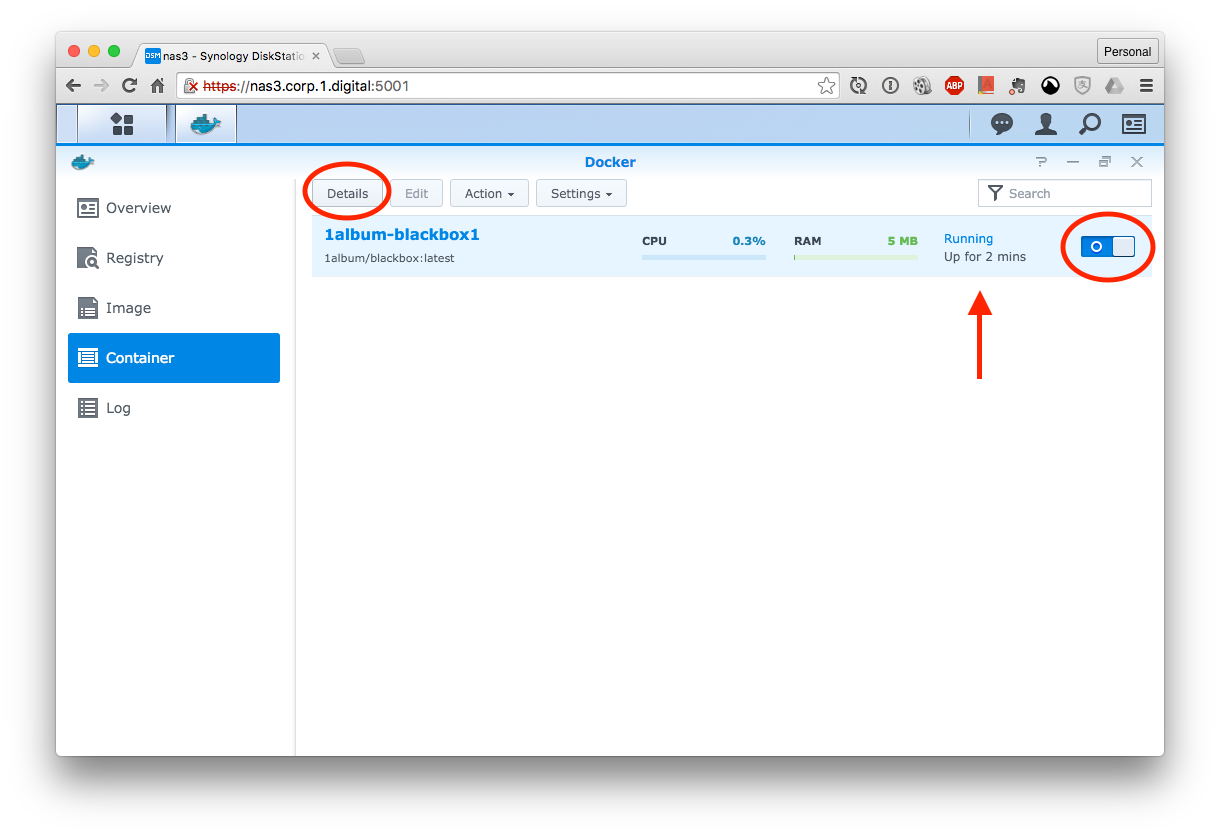 nas3 - Synology DiskStatio
Personal
https://nas3.corp.1.digital:5001
ABP
Docker
Details
Edit
Action
Settings
Search
Overview
Registry
Image
Container
Log
1album-blackbox1
1album/blackbox:latest
CPU 0.3%
RAM 5 MB
Running
Up for 2 mins